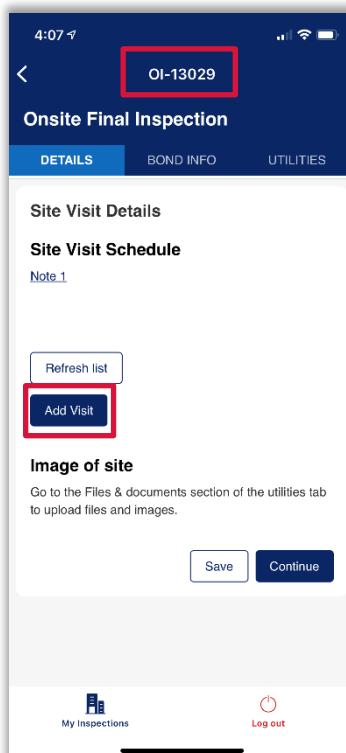 4:07
OI-13029
Onsite Final Inspection
DETAILS BOND INFO UTILITIES
Site Visit Details
Site Visit Schedule
Note 1
Refresh list
Add Visit
Image of site
Go to the Files & documents section of the utilities tab
to upload files and images.
Save Continue
My Inspections Log out